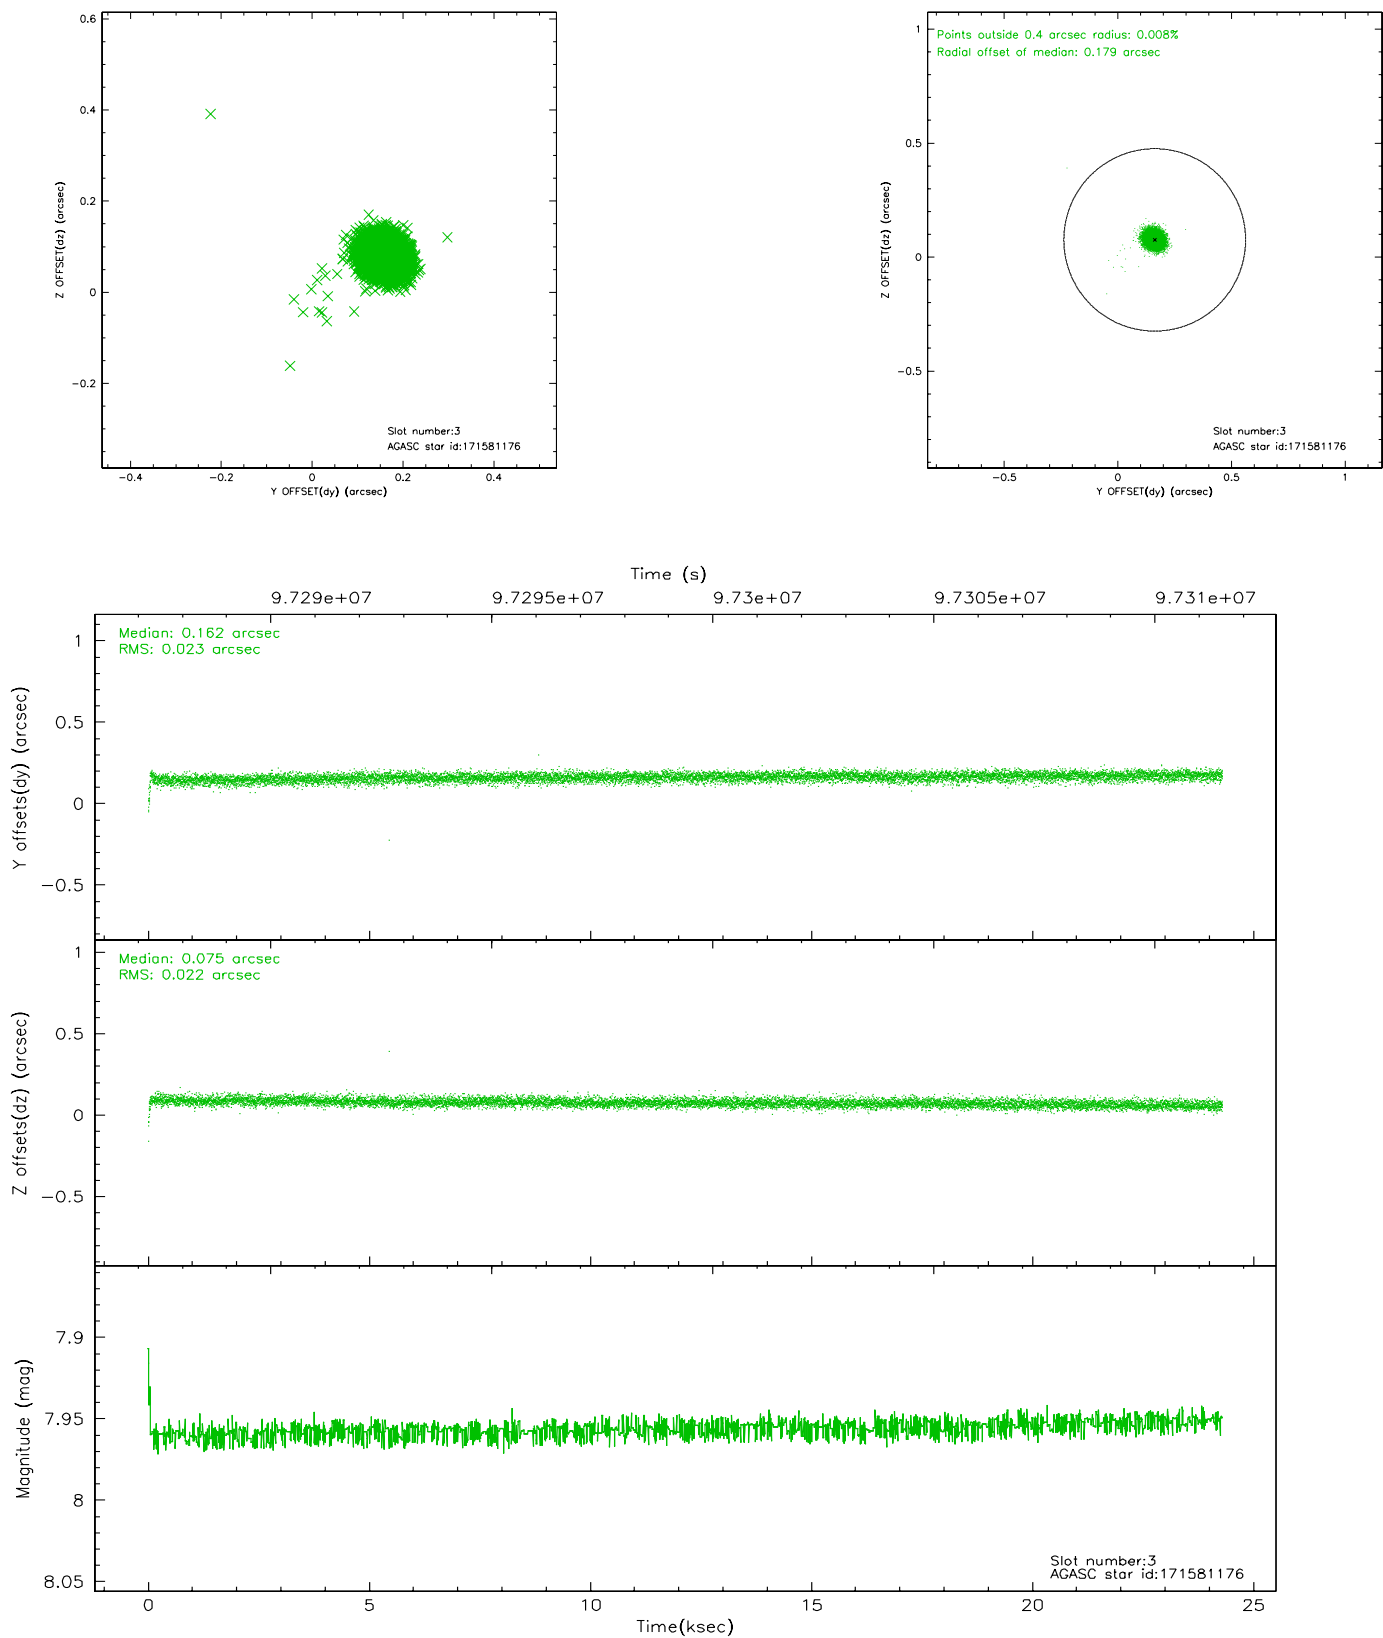 0.6
0.4
0.2
0
−0.2
Z OFFSET(dz) (arcsec)
Slot number:3
AGASC star id:171581176
−0.4 −0.2 0 0.2 0.4
Y OFFSET(dy) (arcsec)
Points outside 0.4 arcsec radius: 0.008%
Radial offset of median: 0.179 arcsec
1
0.5
0
−0.5
Z OFFSET(dz) (arcsec)
Slot number:3
AGASC star id:171581176
−0.5 0 0.5 1
Y OFFSET(dy) (arcsec)
Time (s)
9.729e+07 9.7295e+07 9.73e+07 9.7305e+07 9.731e+07
Median: 0.162 arcsec
RMS: 0.023 arcsec
1
0.5
0
−0.5
Y offsets(dy) (arcsec)
Median: 0.075 arcsec
RMS: 0.022 arcsec
1
0.5
0
−0.5
Z offsets(dz) (arcsec)
7.9
7.95
8
8.05
Magnitude (mag)
Slot number:3
AGASC star id:171581176
0 5 10 15 20 25
Time(ksec)